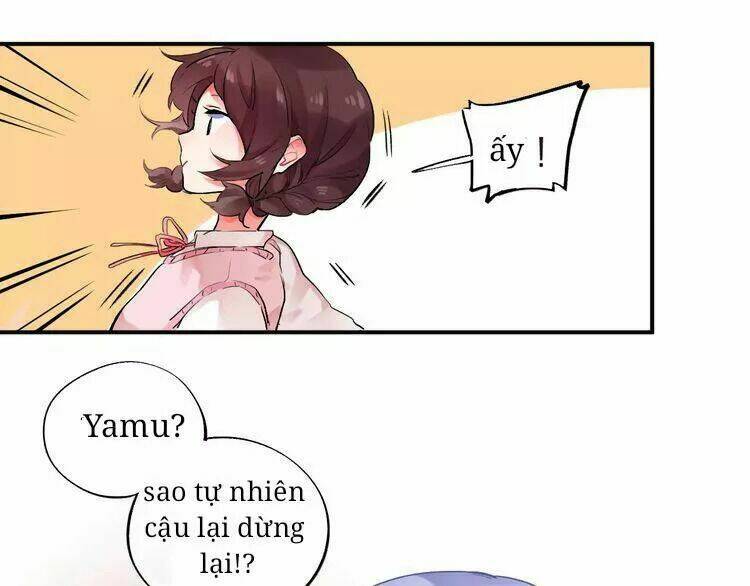 ấy !
Yamu?
sao tự nhiên
cậu lại dừng
lại!?